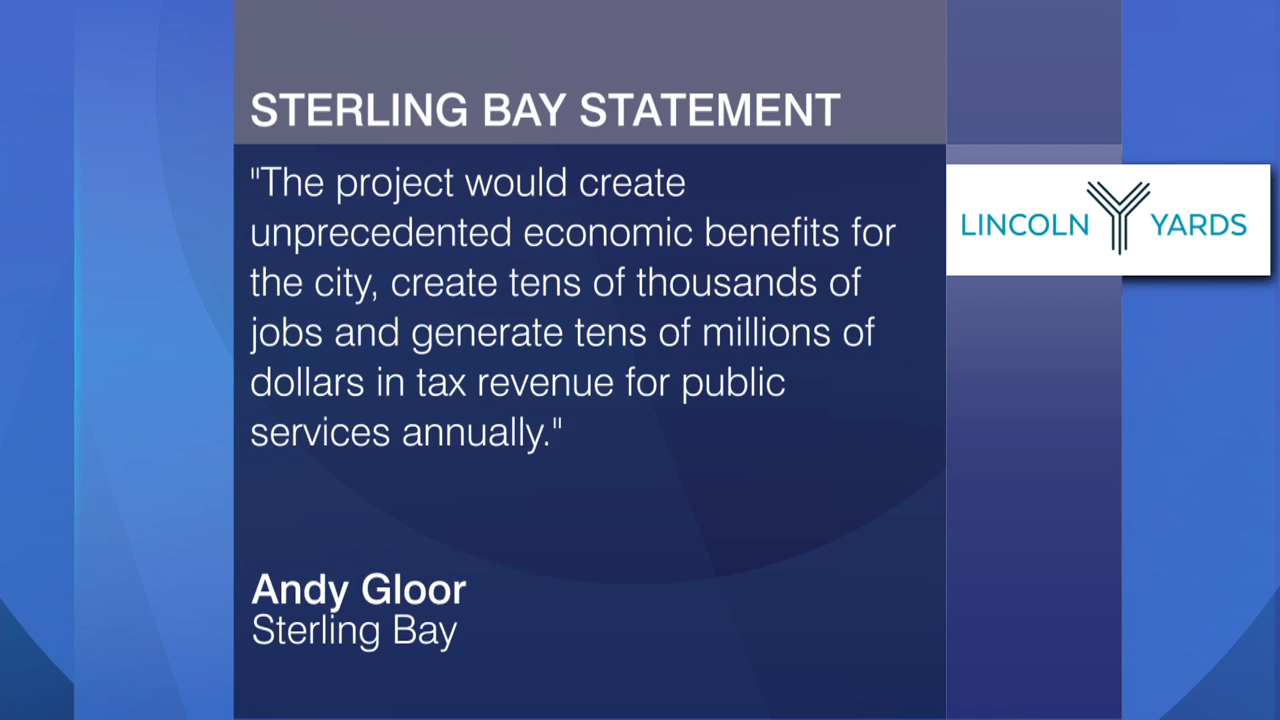 STERLING BAY STATEMENT
"The project would create
unprecedented economic benefits for
the city, create tens of thousands of
jobs and generate tens of millions of
dollars in tax revenue for public
services annually."
Andy Gloor
Sterling Bay
LINCOLN YARDS